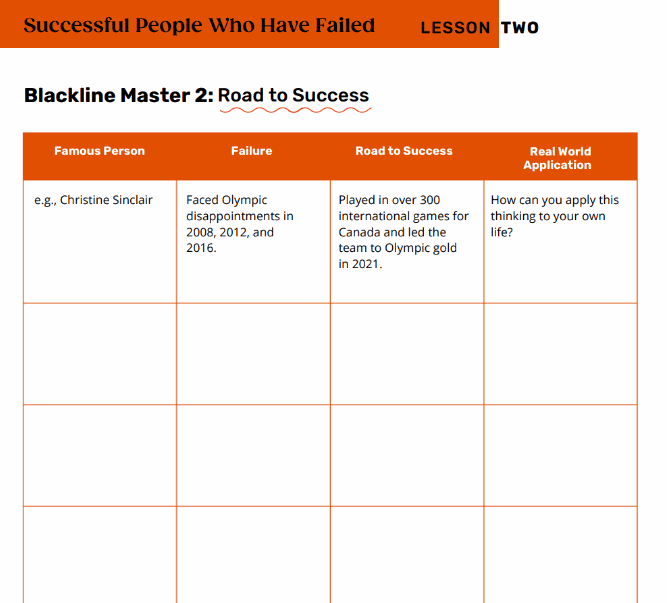 Successful People Who Have Failed LESSON TWO
Blackline Master 2: Road to Success
Famous Person Failure Road to Success Real World
Application
e.g., Christine Sinclair Faced Olympic Played in over 300 How can you apply this
disappointments in international games for thinking to your own
2008, 2012, and Canada and led the life?
2016. team to Olympic gold
in 2021.